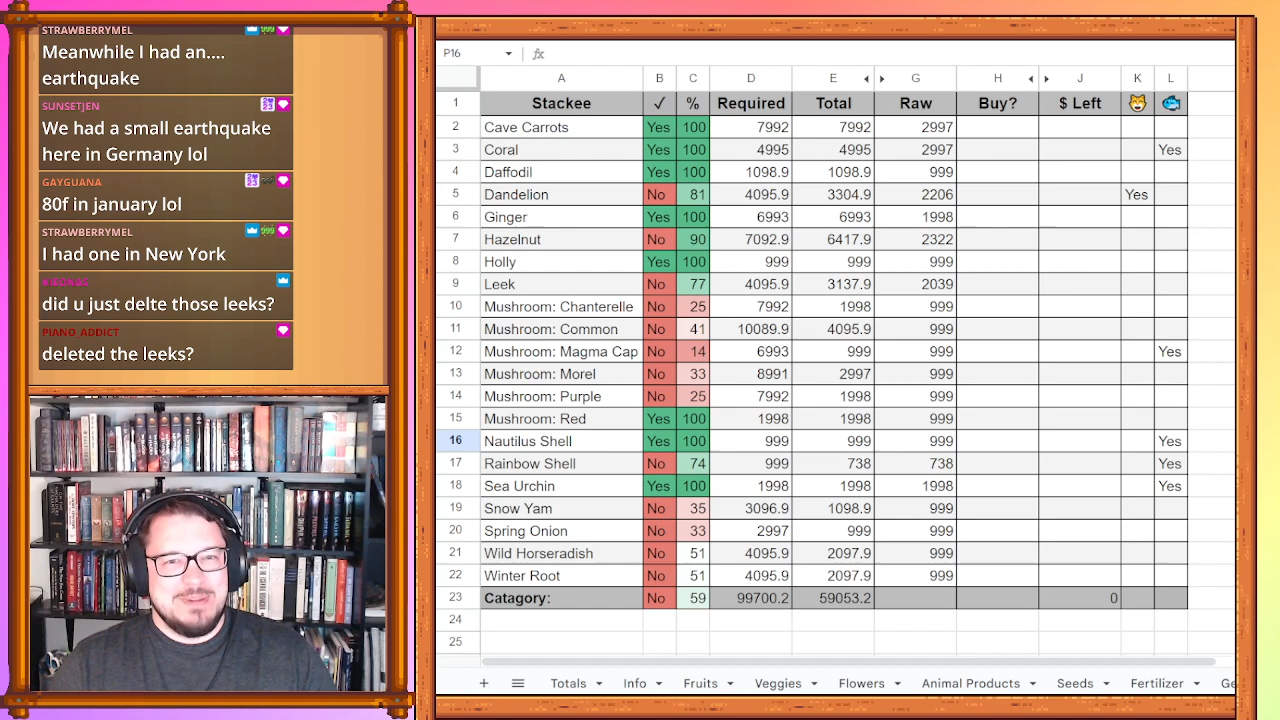 STRAWBERRYMEL
Meanwhile I had an....
earthquake
SUNSETJEN
We had a small earthquake
here in Germany lol
GAYGUANA
80f in january lol
STRAWBERRYMEL
I had one in New York
did u just delte those leeks?
PIANO_ADDICT
deleted the leeks?
P16 fx
A B C D E G H J K L
1 Stackee ✓ % Required Total Raw Buy? $ Left
2 Cave Carrots Yes 100 7992 7992 2997
3 Coral Yes 100 4995 4995 2997 Yes
4 Daffodil Yes 100 1098.9 1098.9 999
5 Dandelion No 81 4095.9 3304.9 2206 Yes
6 Ginger Yes 100 6993 6993 1998
7 Hazelnut No 90 7092.9 6417.9 2322
8 Holly Yes 100 999 999 999
9 Leek No 77 4095.9 3137.9 2039
10 Mushroom: Chanterelle No 25 7992 1998 999
11 Mushroom: Common No 41 10089.9 4095.9 999
12 Mushroom: Magma Cap No 14 6993 999 999 Yes
13 Mushroom: Morel No 33 8991 2997 999
14 Mushroom: Purple No 25 7992 1998 999
15 Mushroom: Red Yes 100 1998 1998 999
16 Nautilus Shell Yes 100 999 999 999 Yes
17 Rainbow Shell No 74 999 738 738 Yes
18 Sea Urchin Yes 100 1998 1998 1998 Yes
19 Snow Yam No 35 3096.9 1098.9 999
20 Spring Onion No 33 2997 999 999
21 Wild Horseradish No 51 4095.9 2097.9 999
22 Winter Root No 51 4095.9 2097.9 999
23 Catagory: No 59 99700.2 59053.2 0
24
25
+ Totals Info Fruits Veggies Flowers Animal Products Seeds Fertilizer Ge